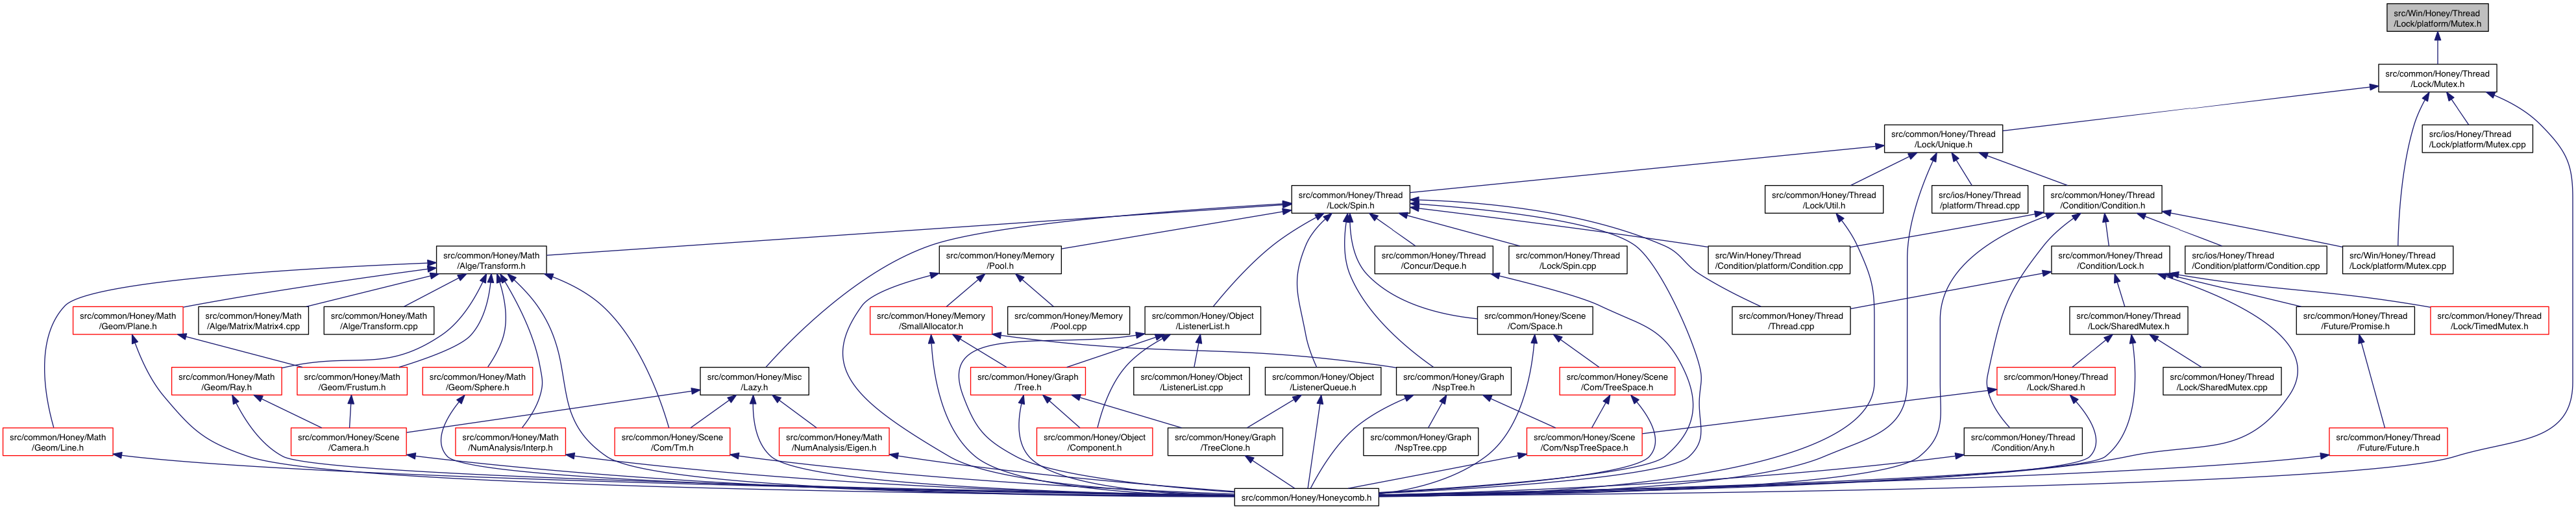 src/Win/Honey/Thread
/Lock/platform/Mutex.h
src/common/Honey/Thread
/Lock/Mutex.h
src/common/Honey/Thread
/Lock/Unique.h
src/ios/Honey/Thread
/Lock/platform/Mutex.cpp
src/common/Honey/Thread
/Lock/Spin.h
src/common/Honey/Thread
/Lock/Util.h
src/ios/Honey/Thread
/platform/Thread.cpp
src/common/Honey/Thread
/Condition/Condition.h
src/common/Honey/Math
/Alge/Transform.h
src/common/Honey/Memory
/Pool.h
src/common/Honey/Thread
/Concur/Deque.h
src/common/Honey/Thread
/Lock/Spin.cpp
src/Win/Honey/Thread
/Condition/platform/Condition.cpp
src/common/Honey/Thread
/Condition/Lock.h
src/ios/Honey/Thread
/Condition/platform/Condition.cpp
src/Win/Honey/Thread
/Lock/platform/Mutex.cpp
src/common/Honey/Math
/Geom/Plane.h
src/common/Honey/Math
/Alge/Matrix/Matrix4.cpp
src/common/Honey/Math
/Alge/Transform.cpp
src/common/Honey/Memory
/SmallAllocator.h
src/common/Honey/Memory
/Pool.cpp
src/common/Honey/Object
/ListenerList.h
src/common/Honey/Scene
/Com/Space.h
src/common/Honey/Thread
/Thread.cpp
src/common/Honey/Thread
/Lock/SharedMutex.h
src/common/Honey/Thread
/Future/Promise.h
src/common/Honey/Thread
/Lock/TimedMutex.h
src/common/Honey/Math
/Geom/Ray.h
src/common/Honey/Math
/Geom/Frustum.h
src/common/Honey/Math
/Geom/Sphere.h
src/common/Honey/Misc
/Lazy.h
src/common/Honey/Graph
/Tree.h
src/common/Honey/Object
/ListenerList.cpp
src/common/Honey/Object
/ListenerQueue.h
src/common/Honey/Graph
/NspTree.h
src/common/Honey/Scene
/Com/TreeSpace.h
src/common/Honey/Thread
/Lock/Shared.h
src/common/Honey/Thread
/Lock/SharedMutex.cpp
src/common/Honey/Math
/Geom/Line.h
src/common/Honey/Scene
/Camera.h
src/common/Honey/Math
/NumAnalysis/Interp.h
src/common/Honey/Scene
/Com/Tm.h
src/common/Honey/Math
/NumAnalysis/Eigen.h
src/common/Honey/Object
/Component.h
src/common/Honey/Graph
/TreeClone.h
src/common/Honey/Graph
/NspTree.cpp
src/common/Honey/Scene
/Com/NspTreeSpace.h
src/common/Honey/Thread
/Condition/Any.h
src/common/Honey/Thread
/Future/Future.h
src/common/Honey/Honeycomb.h